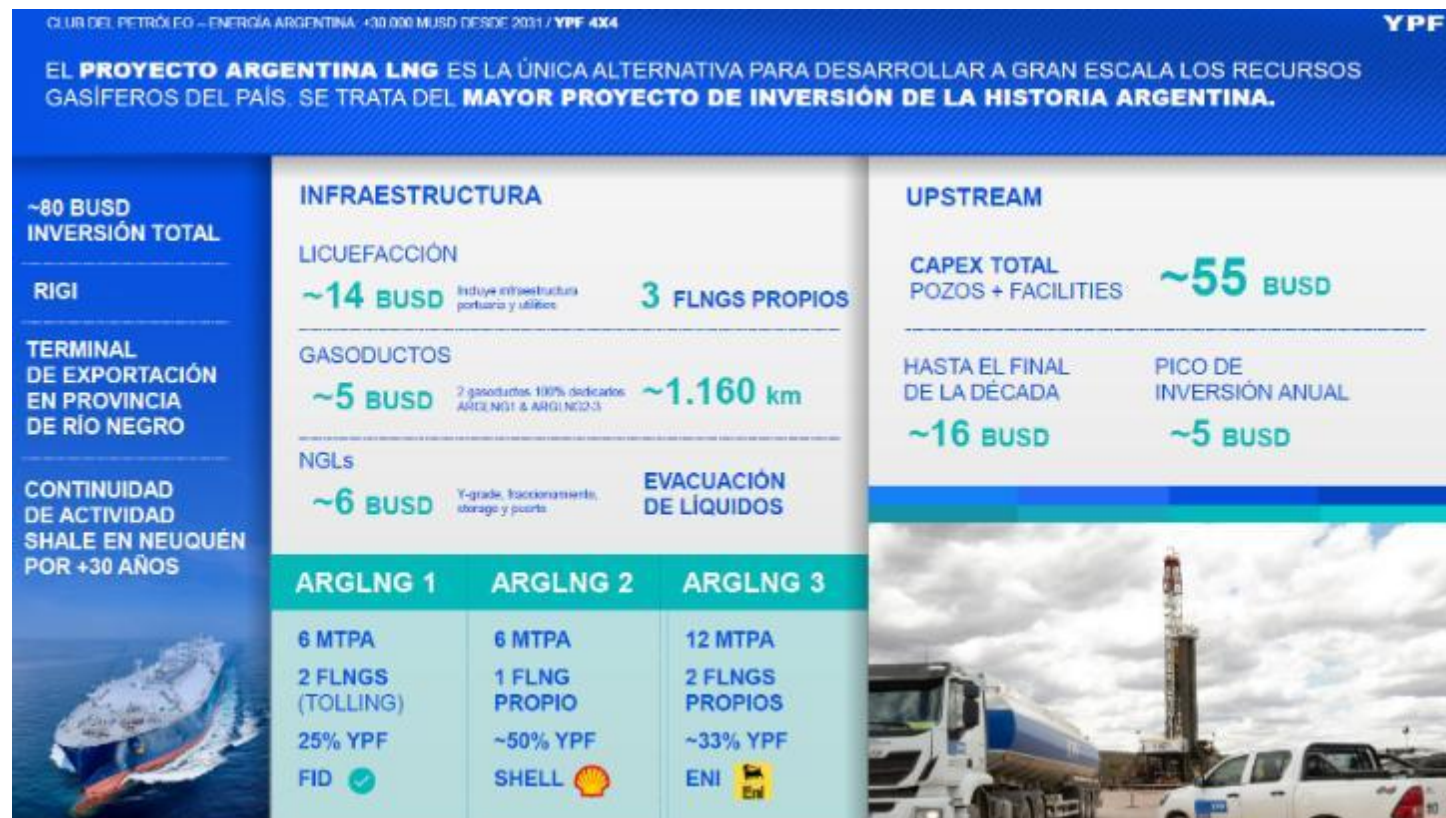 CLUB DEL PETRÓLEO – ENERGÍA ARGENTINA +30.000 MUSD DESDE 2031 / YPF 4X4
YPF
EL PROYECTO ARGENTINA LNG ES LA ÚNICA ALTERNATIVA PARA DESARROLLAR A GRAN ESCALA LOS RECURSOS
GASÍFEROS DEL PAÍS. SE TRATA DEL MAYOR PROYECTO DE INVERSIÓN DE LA HISTORIA ARGENTINA.
~80 BUSD
INVERSIÓN TOTAL
RIGI
TERMINAL
DE EXPORTACIÓN
EN PROVINCIA
DE RÍO NEGRO
CONTINUIDAD
DE ACTIVIDAD
SHALE EN NEUQUÉN
POR +30 AÑOS
INFRAESTRUCTURA
LICUEFACCIÓN
~14 BUSD
Incluye infraestructura
portuaria y utilities
3 FLNGS PROPIOS
GASODUCTOS
~5 BUSD
2 gasoductos 100% dedicados
ARGLNG1 & ARGLNG2-3
~1.160 km
NGLs
~6 BUSD
Y-grade, fraccionamiento,
storage y puerto
EVACUACIÓN
DE LÍQUIDOS
ARGLNG 1
6 MTPA
2 FLNGS
(TOLLING)
25% YPF
FID
ARGLNG 2
6 MTPA
1 FLNG
PROPIO
~50% YPF
SHELL
ARGLNG 3
12 MTPA
2 FLNGS
PROPIOS
~33% YPF
ENI
Eni
UPSTREAM
CAPEX TOTAL
POZOS + FACILITIES
~55 BUSD
HASTA EL FINAL
DE LA DÉCADA
~16 BUSD
PICO DE
INVERSIÓN ANUAL
~5 BUSD